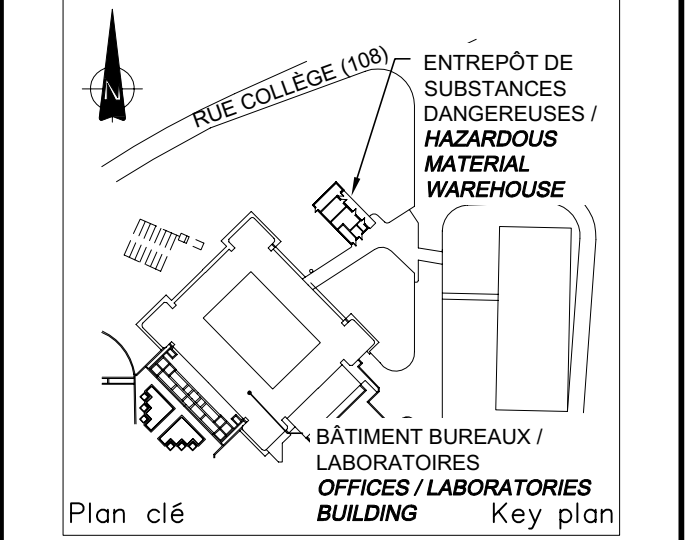 N
RUE COLLÈGE (108)
ENTREPÔT DE
SUBSTANCES
DANGEREUSES /
HAZARDOUS
MATERIAL
WAREHOUSE
BÂTIMENT BUREAUX /
LABORATOIRES
OFFICES / LABORATORIES
BUILDING
Plan clé
Key plan